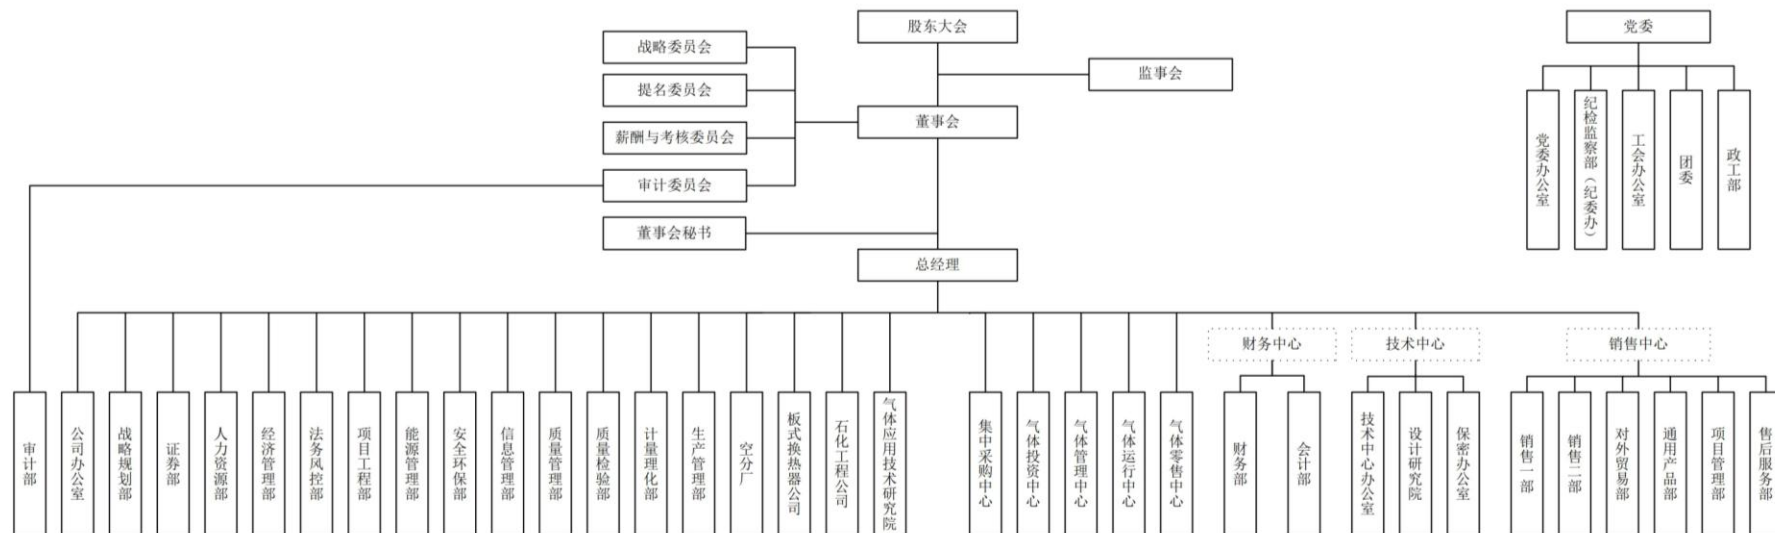 股东大会
党委
战略委员会
监事会
提名委员会
董事会
薪酬与考核委员会
审计委员会
董事会秘书
总经理
党委办公室
纪检监察部（纪委办）
工会办公室
团委
政工部
财务中心
技术中心
销售中心
审计部
公司办公室
战略规划部
证券部
人力资源部
经济管理部
法务风控部
项目工程部
能源管理部
安全环保部
信息管理部
质量管理部
质量检验部
计量理化部
生产管理部
空分厂
板式换热器公司
石化工程公司
气体应用技术研究院
集中采购中心
气体投资中心
气体管理中心
气体运行中心
气体零售中心
财务部
会计部
技术中心办公室
设计研究院
保密办公室
销售一部
销售二部
对外贸易部
通用产品部
项目管理部
售后服务部